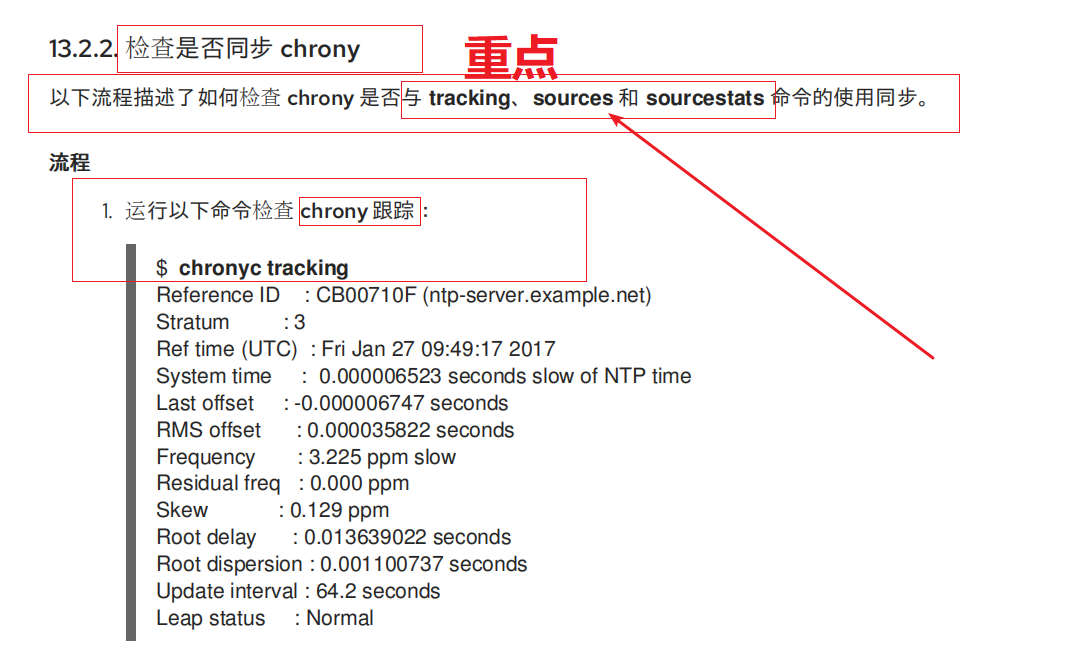 13.2.2. 检查是否同步 chrony
重点
以下流程描述了如何检查 chrony 是否与 tracking、sources 和 sourcestats 命令的使用同步。
流程
1. 运行以下命令检查 chrony 跟踪：
$ chronyc tracking
Reference ID : CB00710F (ntp-server.example.net)
Stratum : 3
Ref time (UTC) : Fri Jan 27 09:49:17 2017
System time : 0.000006523 seconds slow of NTP time
Last offset : -0.000006747 seconds
RMS offset : 0.000035822 seconds
Frequency : 3.225 ppm slow
Residual freq : 0.000 ppm
Skew : 0.129 ppm
Root delay : 0.013639022 seconds
Root dispersion : 0.001100737 seconds
Update interval : 64.2 seconds
Leap status : Normal